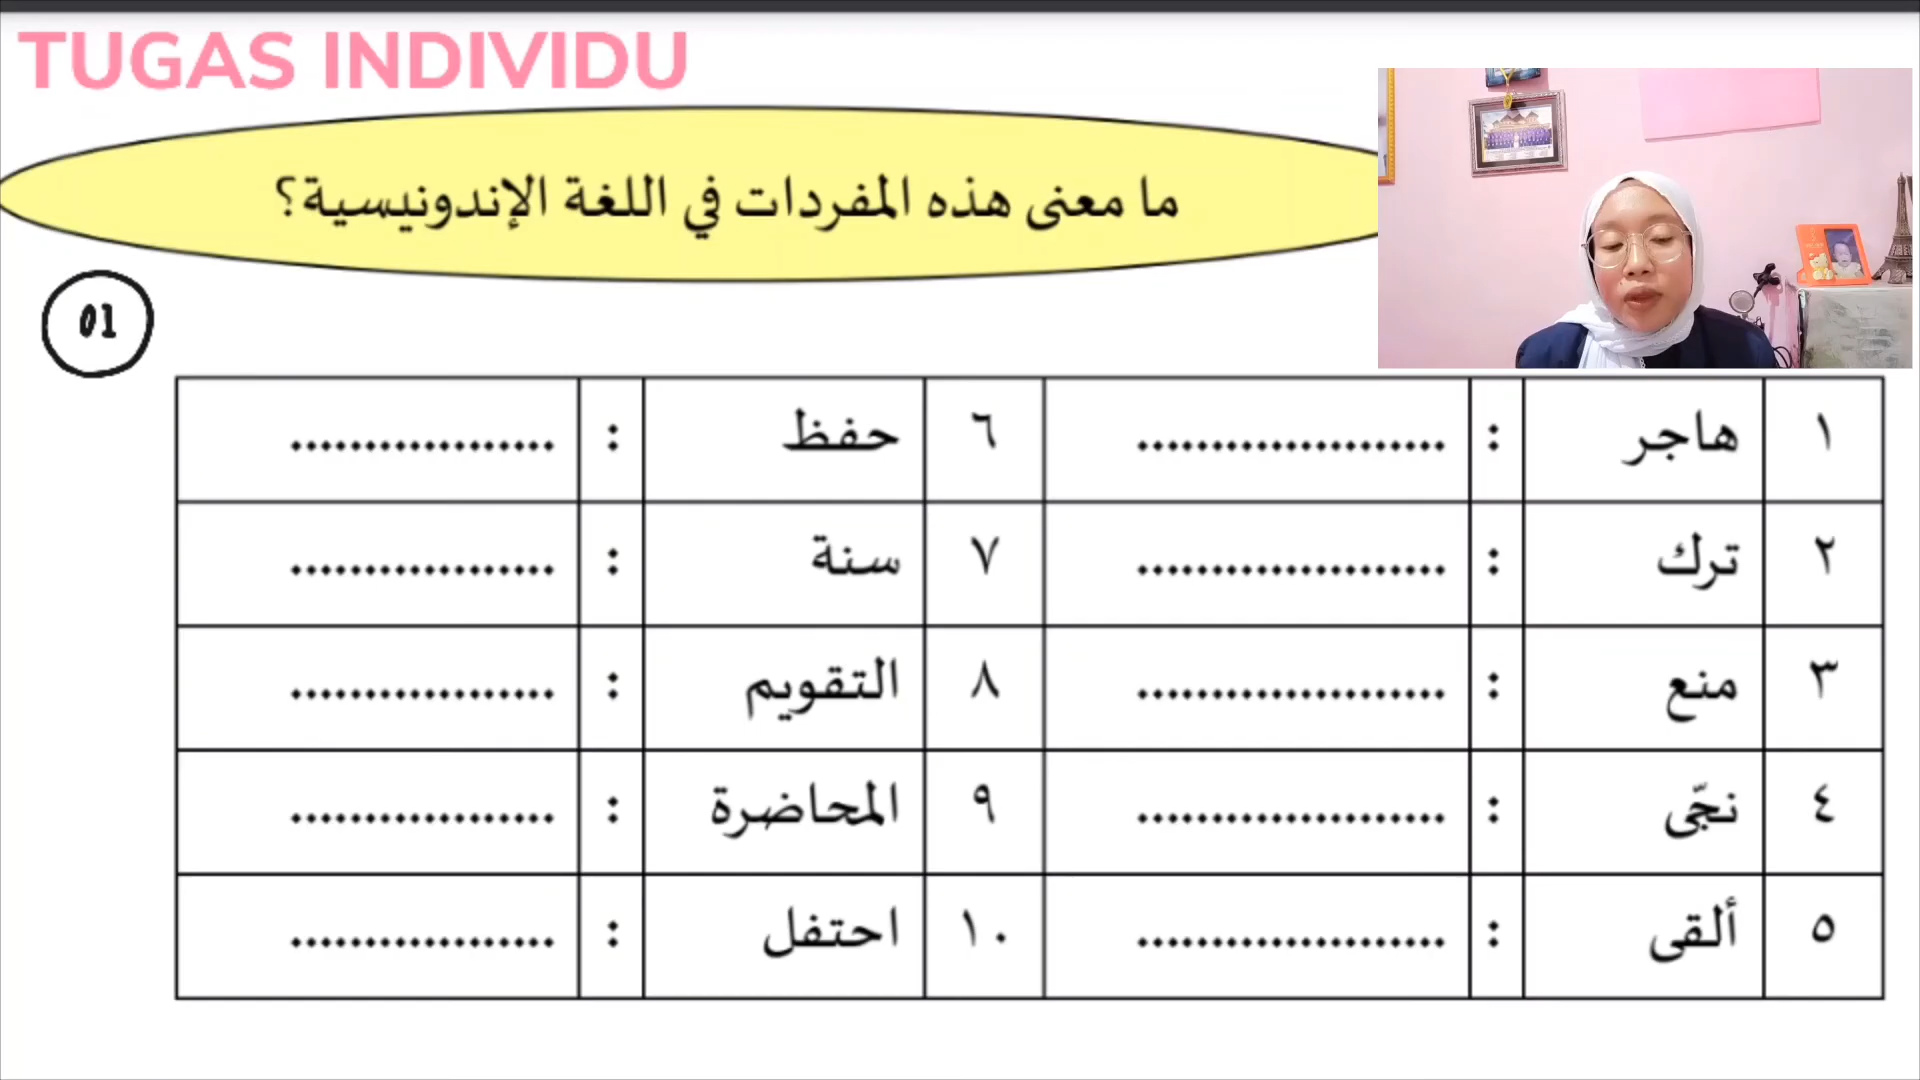 TUGAS INDIVIDU
ما معنى هذه المفردات في اللغة الإندونيسية؟
01
١ هاجر : ..................... ٦ حفظ : ..................
٢ ترك : ..................... ٧ سنة : ..................
٣ منع : ..................... ٨ التقويم : ..................
٤ نجّى : ..................... ٩ المحاضرة : ..................
٥ ألقى : ..................... ١٠ احتفل : ..................